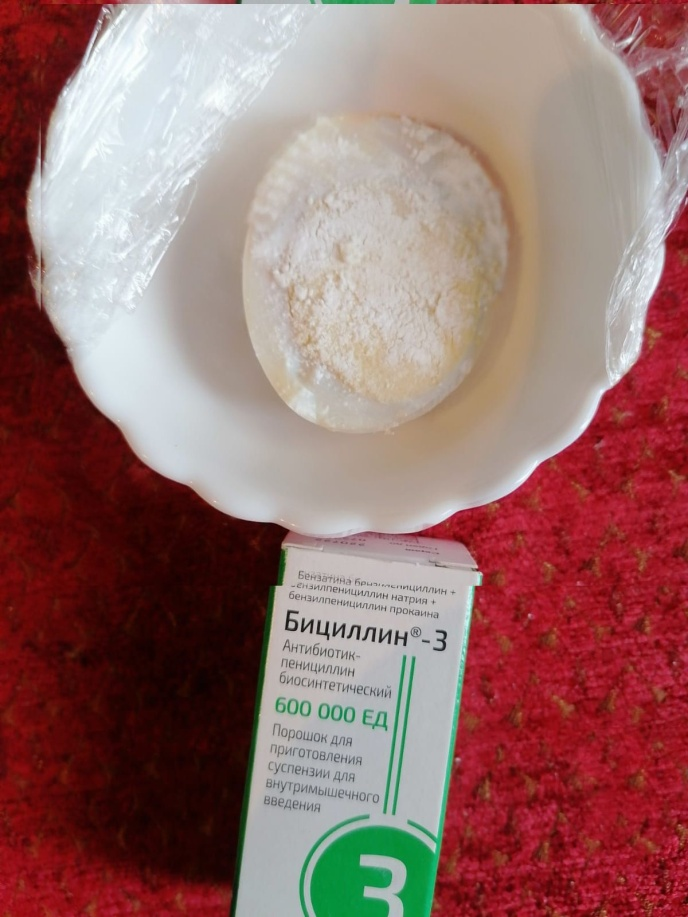 Бензатина бензилпенициллин +
бензилпенициллин натрия +
бензилпенициллин прокаина
Бициллин®-3
Антибиотик-
пенициллин
биосинтетический
600 000 ЕД
Порошок для
приготовления
суспензии для
внутримышечного
введения
3